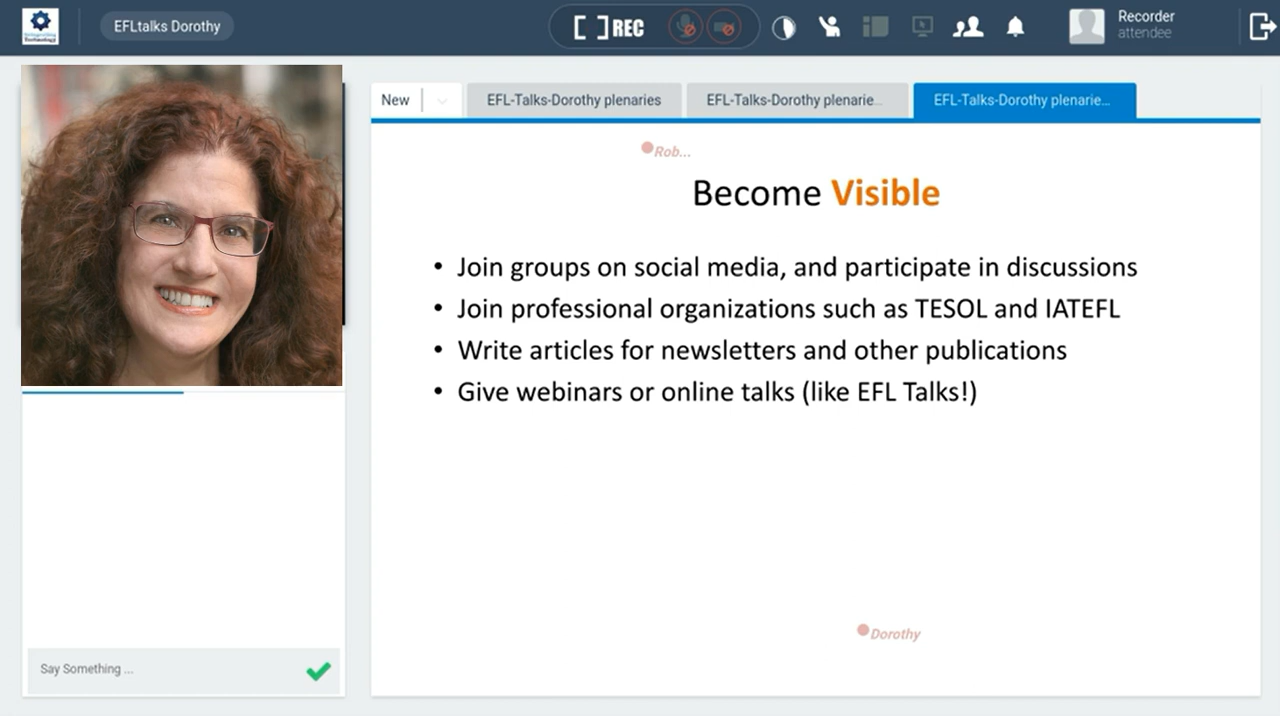 EFLtalks Dorothy
[ ] REC
Recorder
attendee
New
EFL-Talks-Dorothy plenaries
EFL-Talks-Dorothy plenarie...
EFL-Talks-Dorothy plenarie...
Rob...
Become Visible
• Join groups on social media, and participate in discussions
• Join professional organizations such as TESOL and IATEFL
• Write articles for newsletters and other publications
• Give webinars or online talks (like EFL Talks!)
Dorothy
Say Something ...